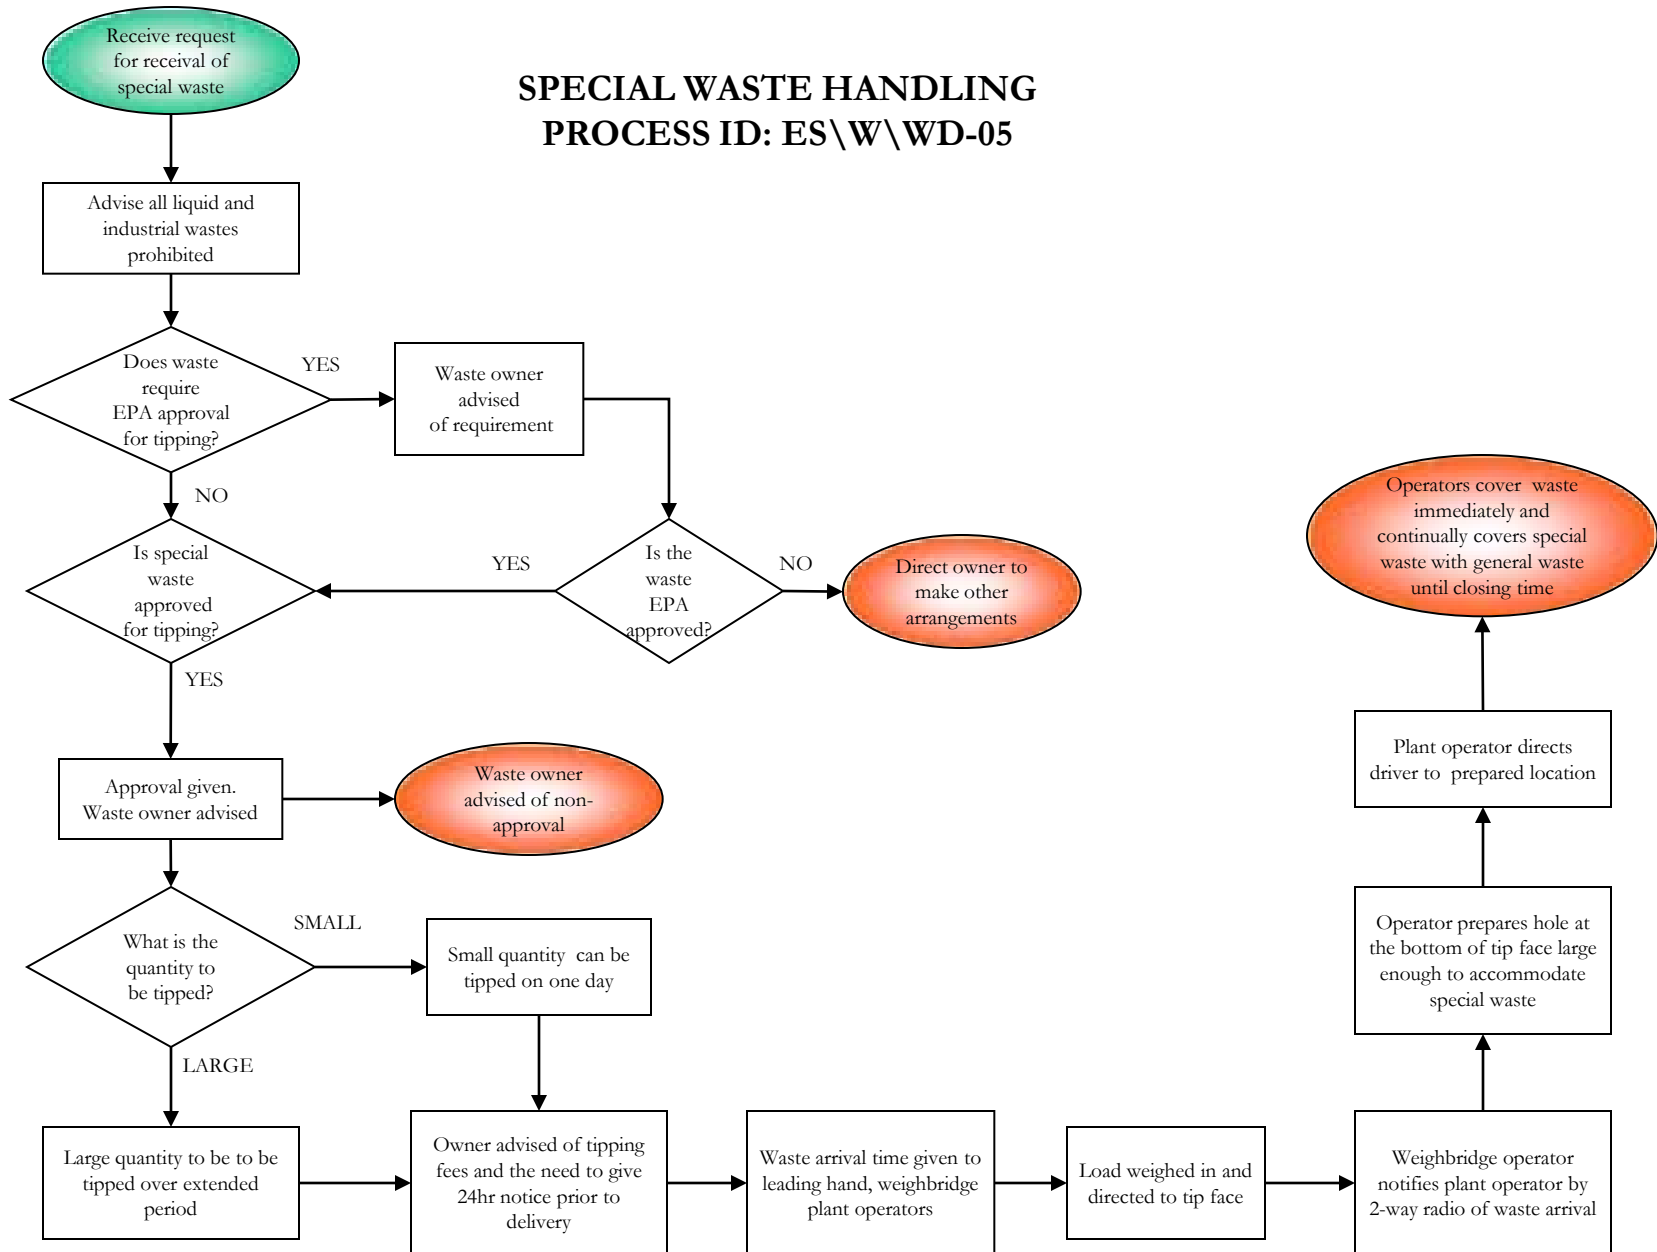 Receive request
for receival of
special waste
SPECIAL WASTE HANDLING
PROCESS ID: ES\W\WD-05
Advise all liquid and
industrial wastes
prohibited
Does waste
require
EPA approval
for tipping?
YES
Waste owner
advised
of requirement
NO
Is special
waste
approved
for tipping?
YES
Is the
waste
EPA
approved?
NO
Direct owner to
make other
arrangements
Operators cover  waste
immediately and
continually covers special
waste with general waste
until closing time
YES
Approval given.
Waste owner advised
Waste owner
advised of non-
approval
Plant operator directs
driver to  prepared location
What is the
quantity to
be tipped?
SMALL
Small quantity  can be
tipped on one day
Operator prepares hole at
the bottom of tip face large
enough to accommodate
special waste
LARGE
Large quantity to be to be
tipped over extended
period
Owner advised of tipping
fees and the need to give
24hr notice prior to
delivery
Waste arrival time given to
leading hand, weighbridge
plant operators
Load weighed in and
directed to tip face
Weighbridge operator
notifies plant operator by
2-way radio of waste arrival